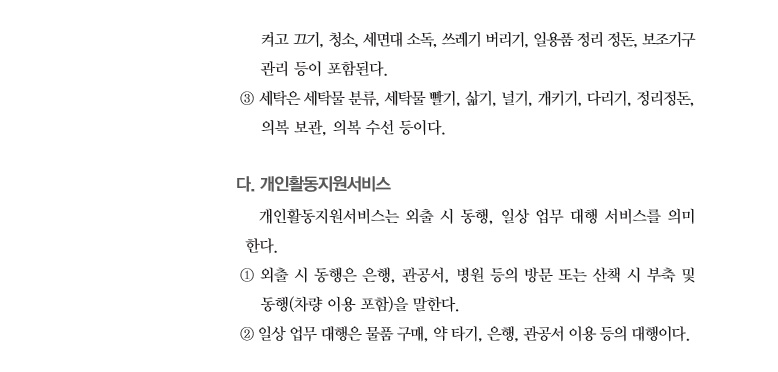 켜고 끄기, 청소, 세면대 소독, 쓰레기 버리기, 일용품 정리 정돈, 보조기구
관리 등이 포함된다.
③ 세탁은 세탁물 분류, 세탁물 빨기, 삶기, 널기, 개키기, 다리기, 정리정돈,
의복 보관, 의복 수선 등이다.
다. 개인활동지원서비스
개인활동지원서비스는 외출 시 동행, 일상 업무 대행 서비스를 의미
한다.
① 외출 시 동행은 은행, 관공서, 병원 등의 방문 또는 산책 시 부축 및
동행(차량 이용 포함)을 말한다.
② 일상 업무 대행은 물품 구매, 약 타기, 은행, 관공서 이용 등의 대행이다.